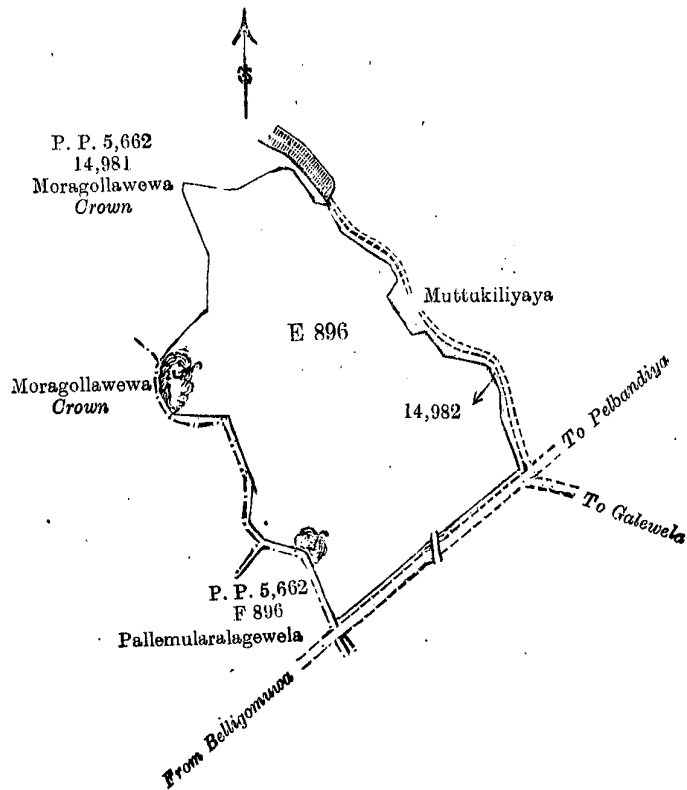 P. P. 5,662
14,981
Moragollawewa
Crown
Muttukiliyaya
E 896
Moragollawewa
Crown
14,982
To Pelbandiya
To Galewela
P. P. 5,662
F 896
Pallemularalagewela
From Belligomuwa